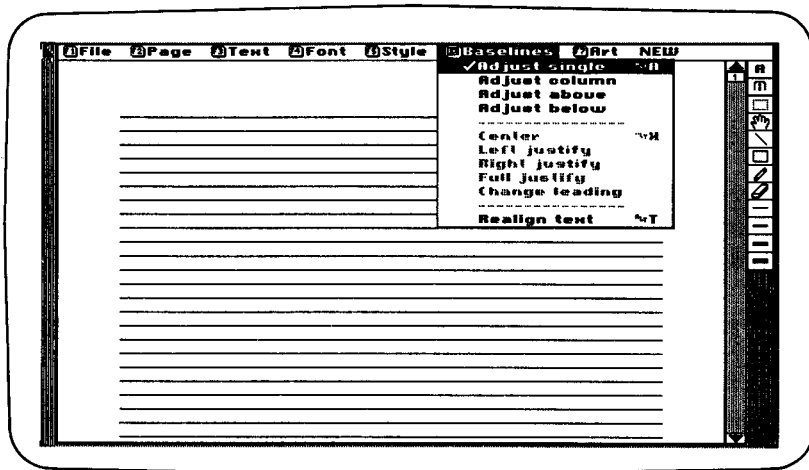 File Page Text Font Style Baselines Art NEW
✓Adjust single A
Adjust column
Adjust above
Adjust below
Center
Left justify
Right justify
Full justify
Change leading
Realign text T
1
A